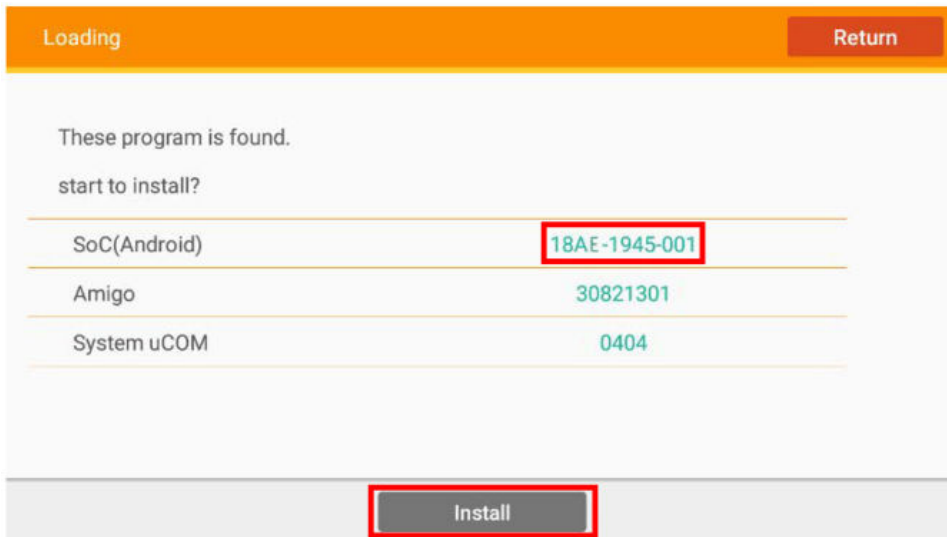 Loading Return
These program is found.
start to install?
SoC(Android) 18AE-1945-001
Amigo 30821301
System uCOM 0404
Install